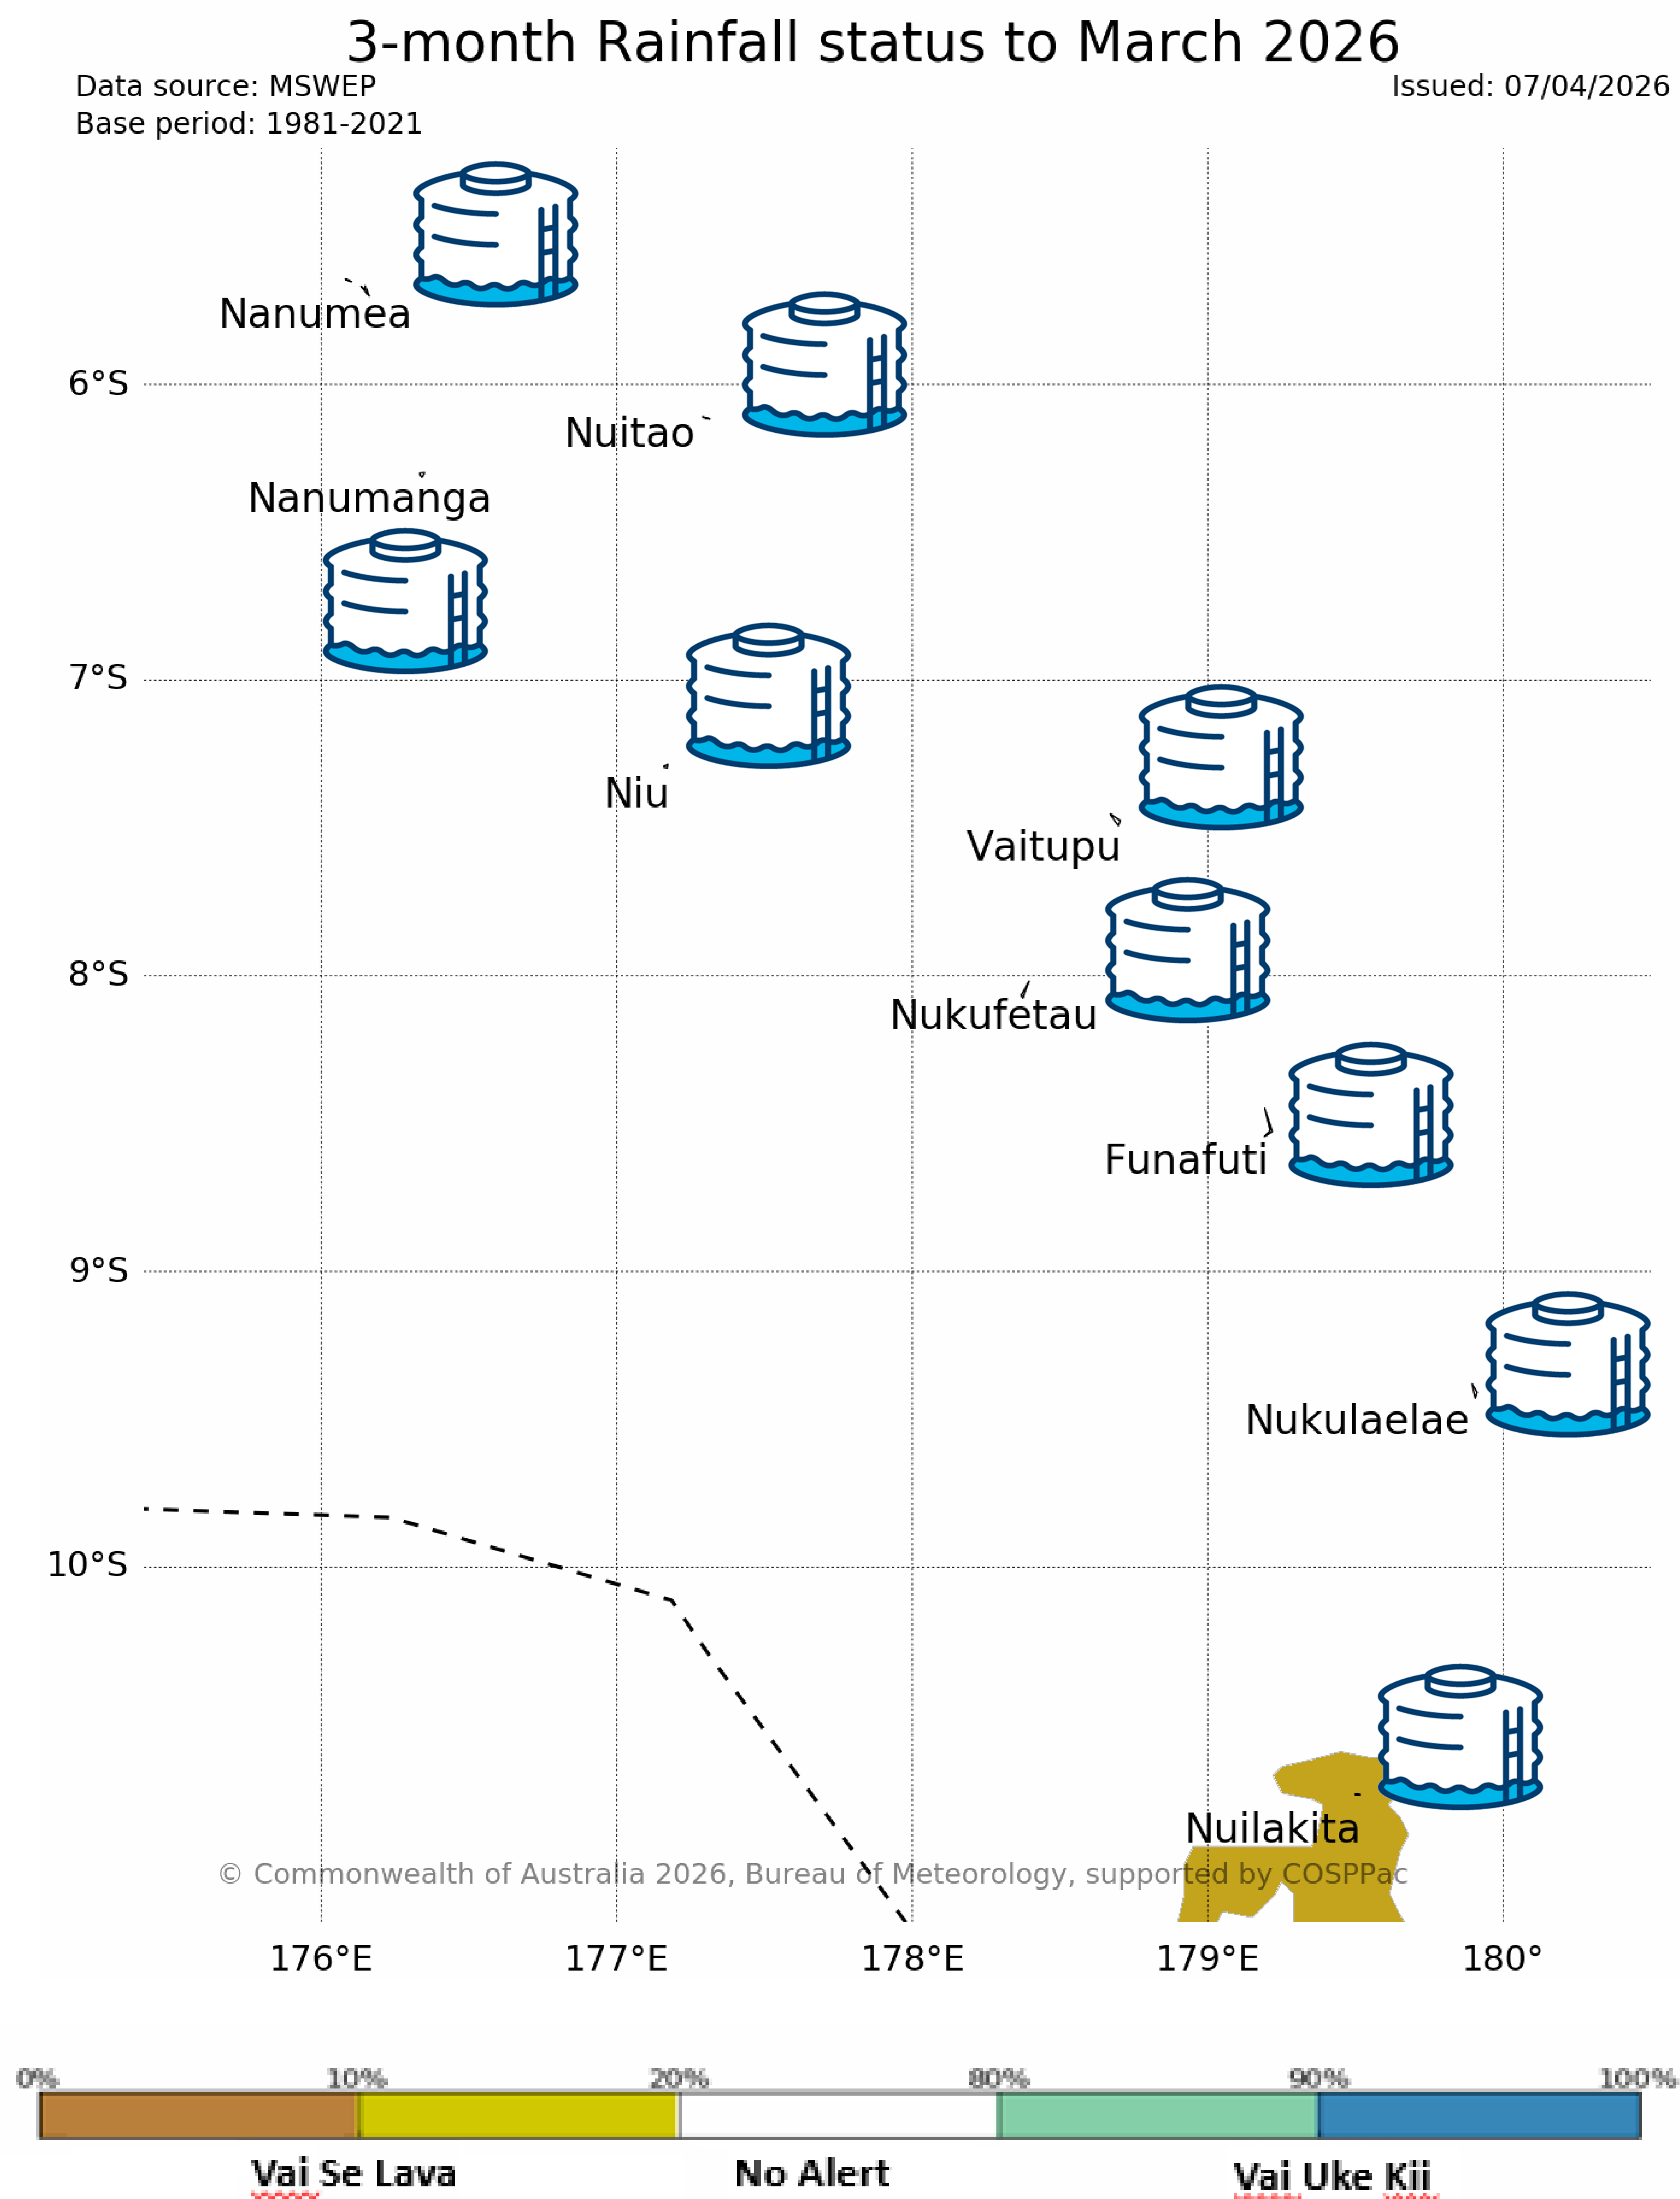 3-month Rainfall status to March 2026
Data source: MSWEP
Issued: 07/04/2026
Base period: 1981-2021
Nanumea
6°S
Nuitao
Nanumanga
7°S
Niu
Vaitupu
8°S
Nukufetau
Funafuti
9°S
Nukulaelae
10°S
Nuilakita
© Commonwealth of Australia 2026, Bureau of Meteorology, supported by COSPPac
176°E 177°E 178°E 179°E 180°
0% 10% 20% 80% 90% 100%
Vai Se Lava No Alert Vai Uke Kii